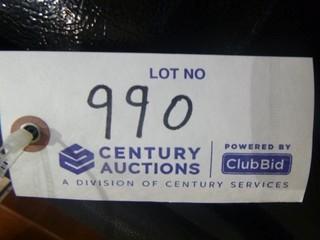 LOT NO
990
CENTURY AUCTIONS
POWERED BY
ClubBid
A DIVISION OF CENTURY SERVICES